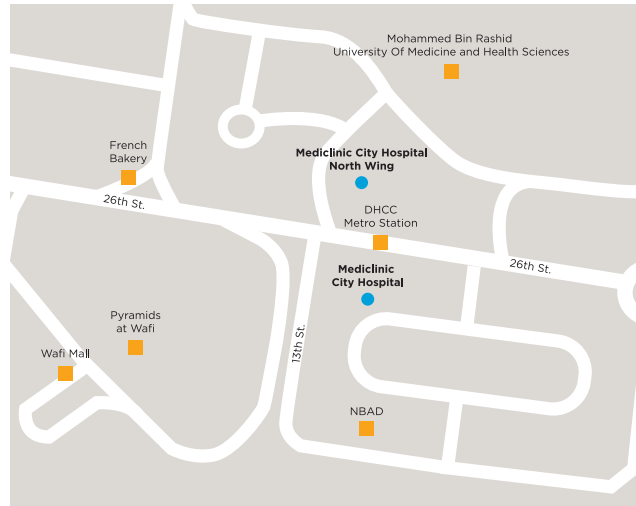 Mohammed Bin Rashid
University Of Medicine and Health Sciences
French
Bakery
Mediclinic City Hospital
North Wing
26th St.
DHCC
Metro Station
26th St.
Mediclinic
City Hospital
Pyramids
at Wafi
13th St.
Wafi Mall
NBAD